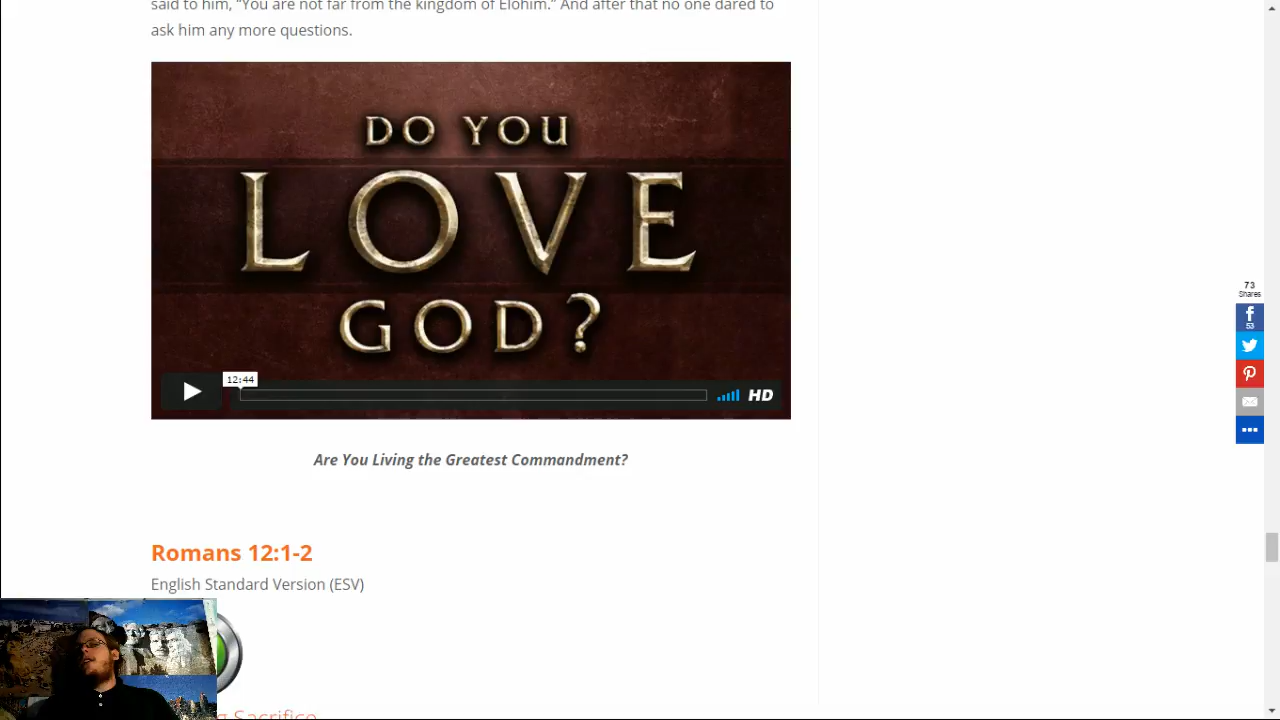 said to him, “You are not far from the kingdom of Elohim.” And after that no one dared to
ask him any more questions.
DO YOU
LOVE
GOD?
12:44
HD
Are You Living the Greatest Commandment?
73
Shares
53
Romans 12:1-2
English Standard Version (ESV)
g Sacrifice